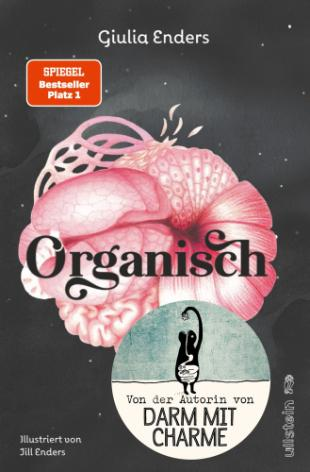 Giulia Enders
SPIEGEL
Bestseller
Platz 1
Organisch
Von der Autorin von
DARM MIT
CHARME
Illustriert von
Jill Enders
ullstein